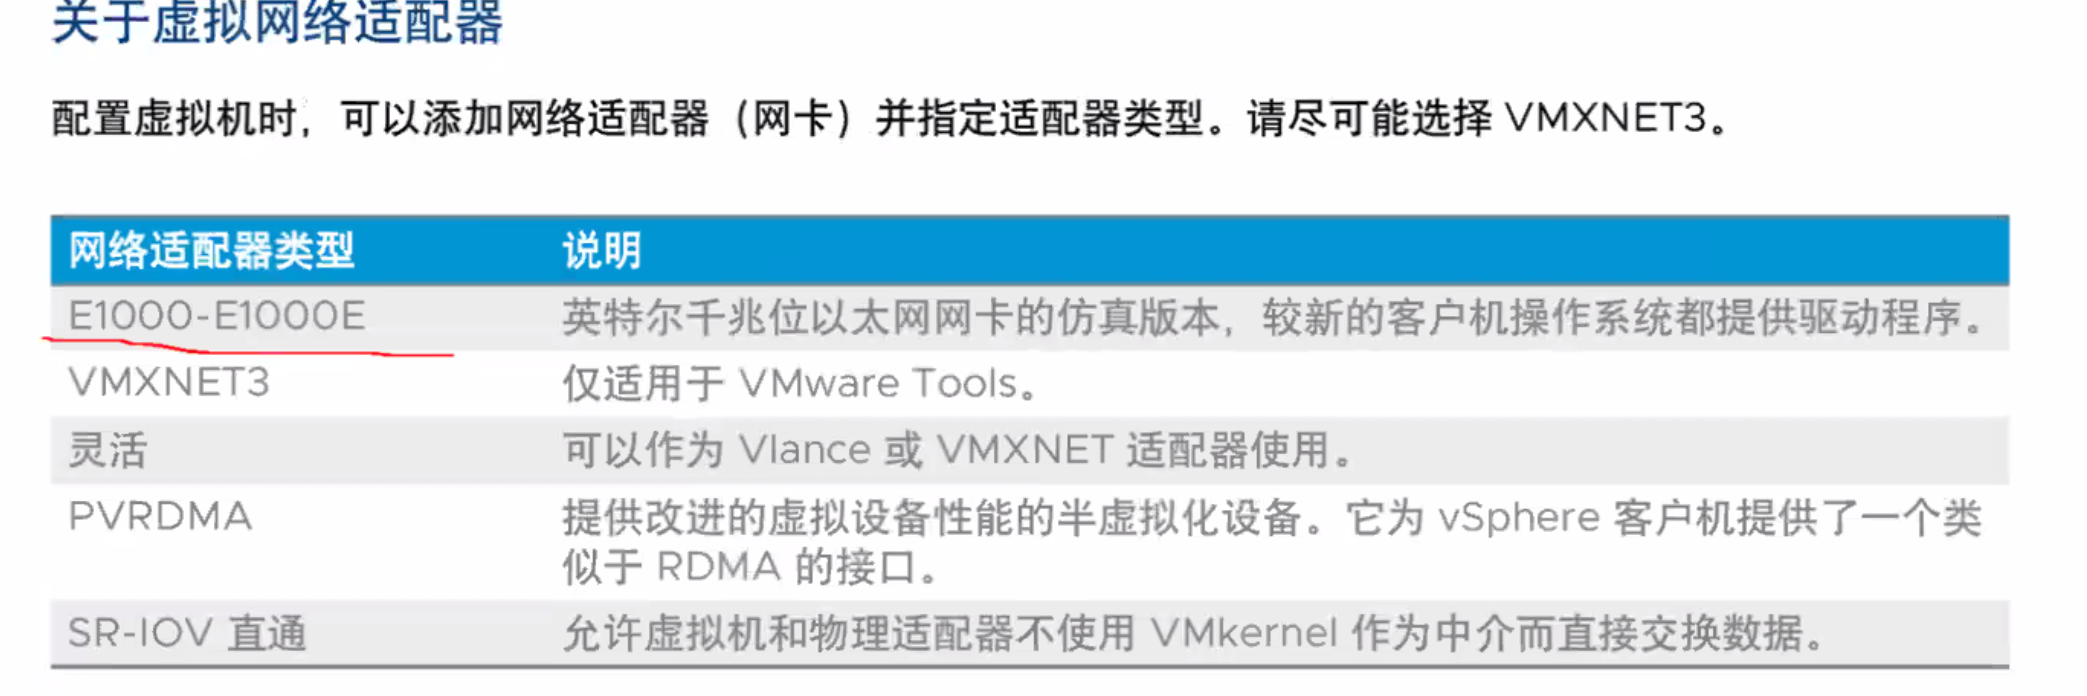 关于虚拟网络适配器
配置虚拟机时，可以添加网络适配器（网卡）并指定适配器类型。请尽可能选择 VMXNET3。
网络适配器类型 说明
E1000-E1000E 英特尔千兆位以太网网卡的仿真版本，较新的客户机操作系统都提供驱动程序。
VMXNET3 仅适用于 VMware Tools。
灵活 可以作为 Vlance 或 VMXNET 适配器使用。
PVRDMA 提供改进的虚拟设备性能的半虚拟化设备。它为 vSphere 客户机提供了一个类
似于 RDMA 的接口。
SR-IOV 直通 允许虚拟机和物理适配器不使用 VMkernel 作为中介而直接交换数据。